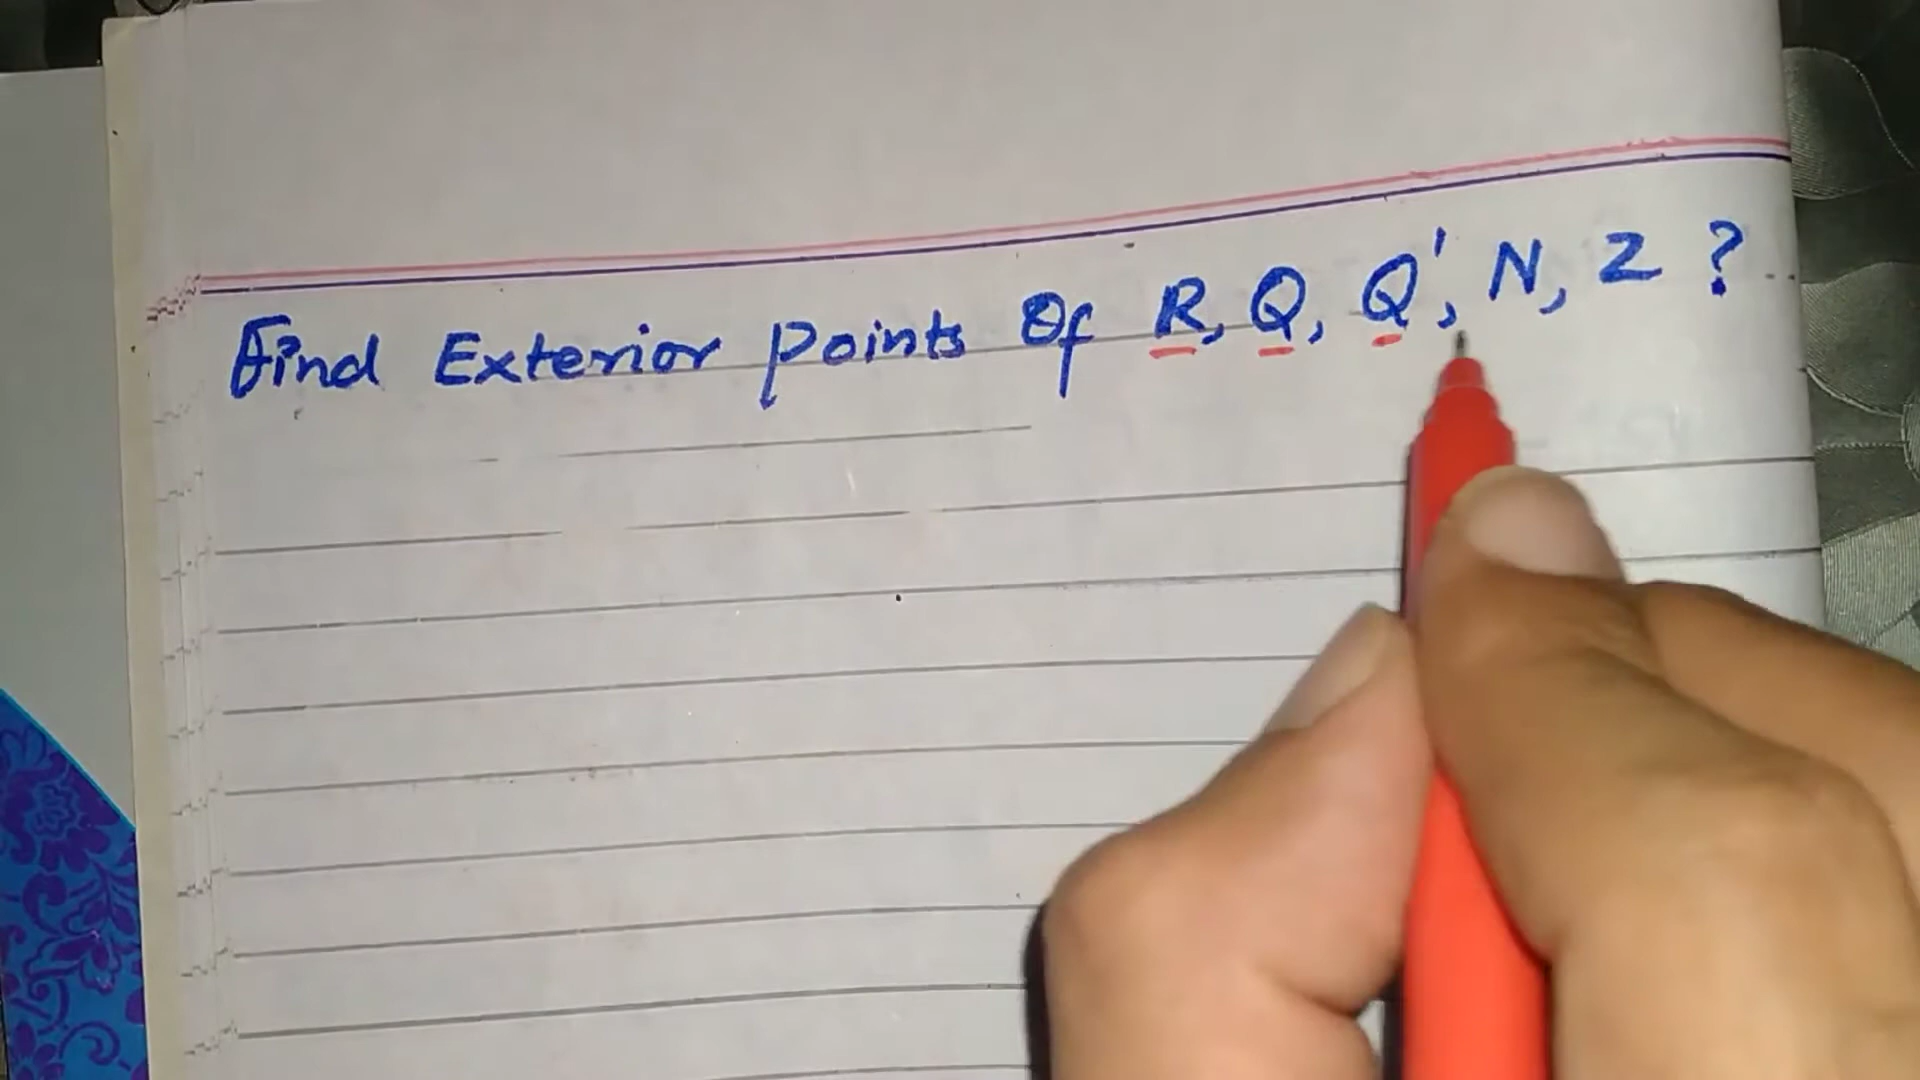 Find Exterior Points Of R, Q, Q', N, Z ?